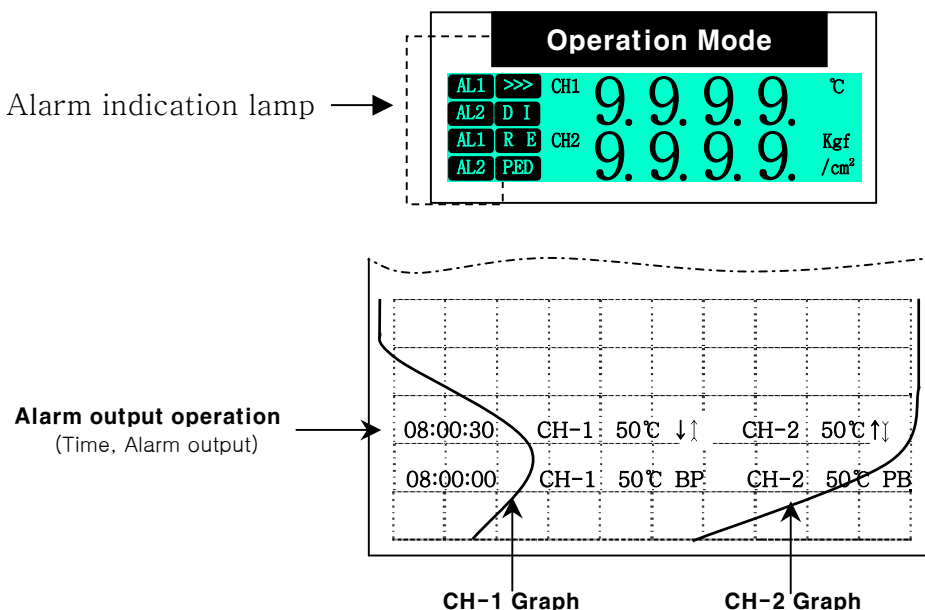 Operation Mode
Alarm indication lamp
AL1 >>> CH1 9.9.9.9. ℃
AL2 D I
AL1 R E CH2 9.9.9.9. Kgf
AL2 P.ED /cm²
Alarm output operation
(Time, Alarm output)
08:00:30 CH-1 50℃ ↓↕ CH-2 50℃ ↑↕
08:00:00 CH-1 50℃ BP CH-2 50℃ PB
CH-1 Graph CH-2 Graph